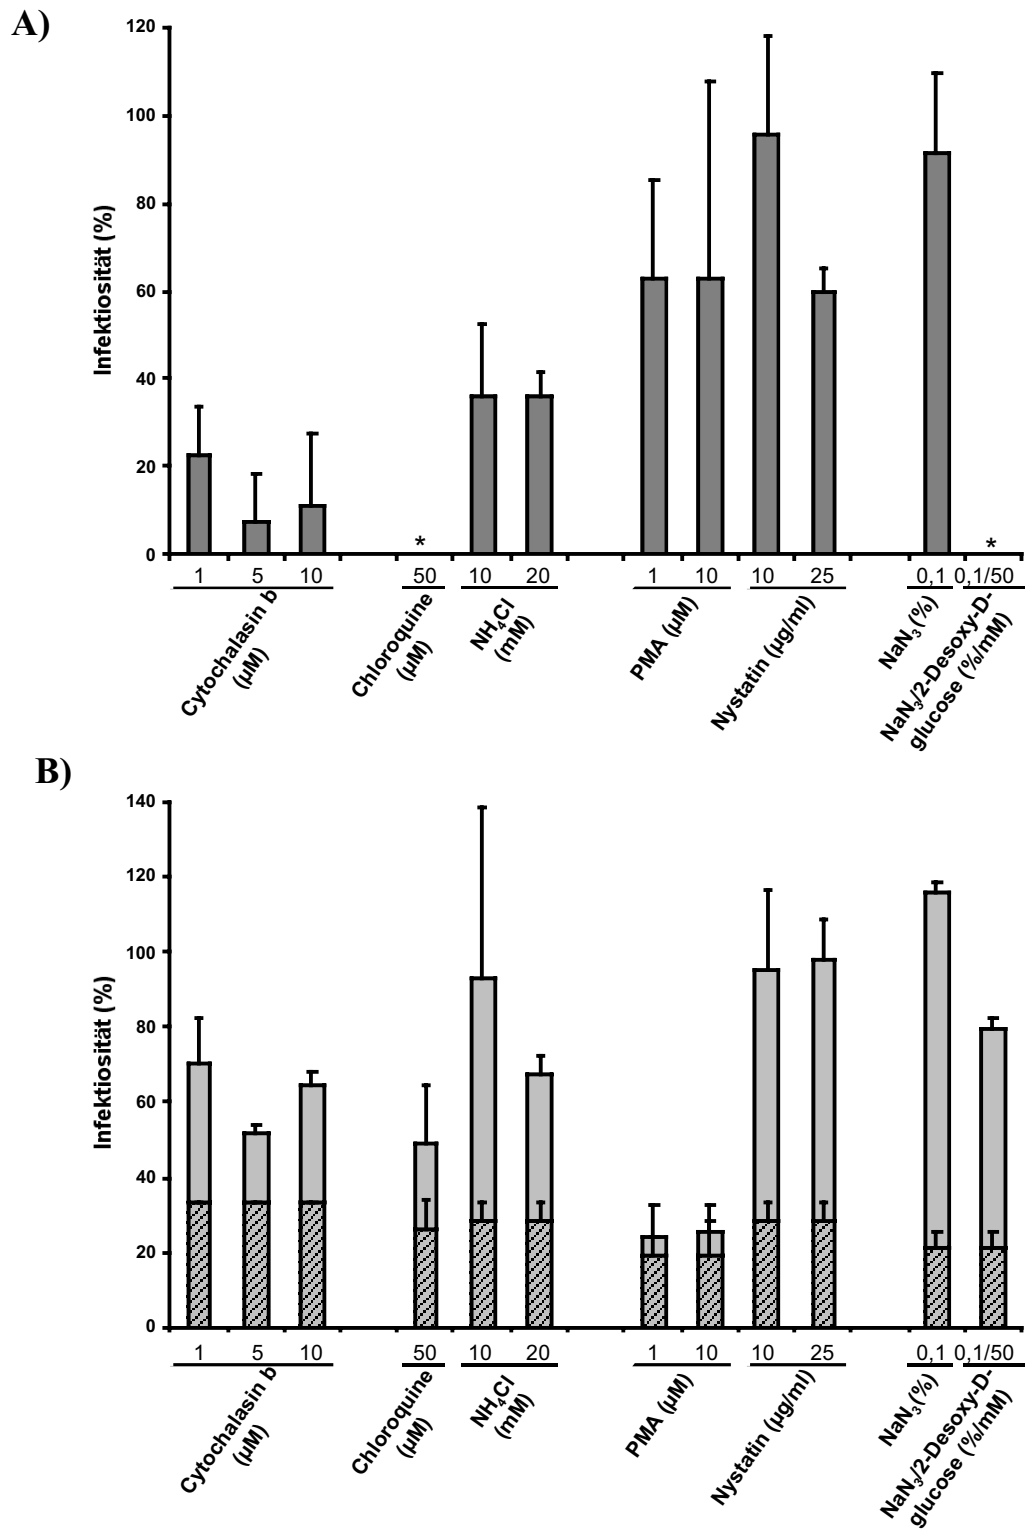 A)
120
100
80
60
40
20
0
Infektiosität (%)
* *
1 5 10 50 10 20 1 10 10 25 0,1 0,1/50
Cytochalasin b
(µM)
Chloroquine
(µM)
NH₄Cl
(mM)
PMA (µM)
Nystatin (µg/ml)
NaN₃ (%)
NaN₃/2-Desoxy-D-
glucose (%/mM)
B)
140
120
100
80
60
40
20
0
Infektiosität (%)
1 5 10 50 10 20 1 10 10 25 0,1 0,1/50
Cytochalasin b
(µM)
Chloroquine
(µM)
NH₄Cl
(mM)
PMA (µM)
Nystatin (µg/ml)
NaN₃ (%)
NaN₃/2-Desoxy-D-
glucose (%/mM)